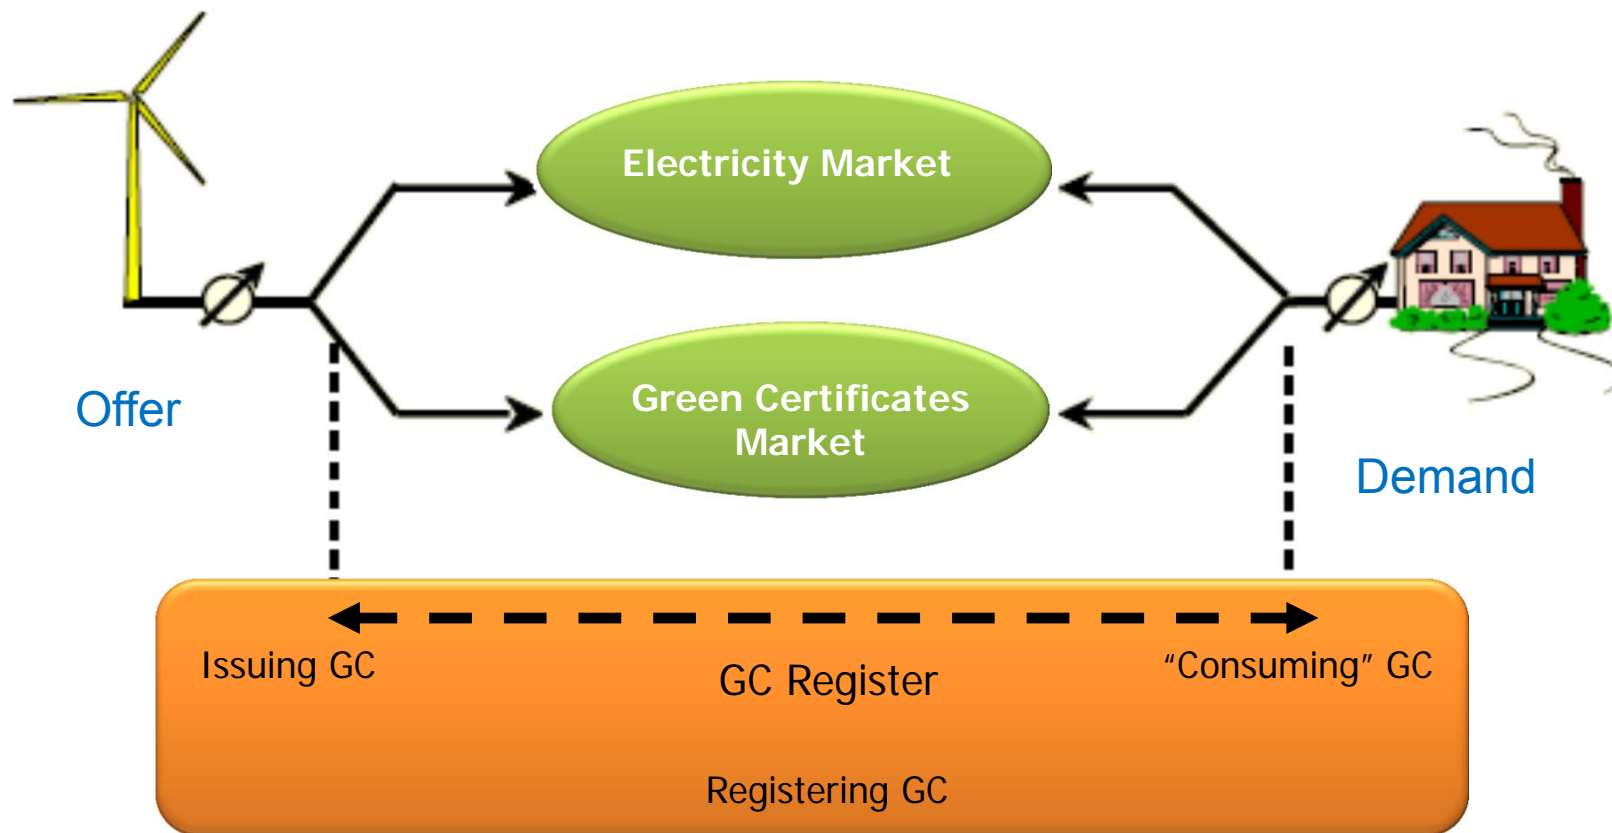 Electricity Market
Green Certificates
Market
Offer
Demand
Issuing GC
GC Register
“Consuming” GC
Registering GC